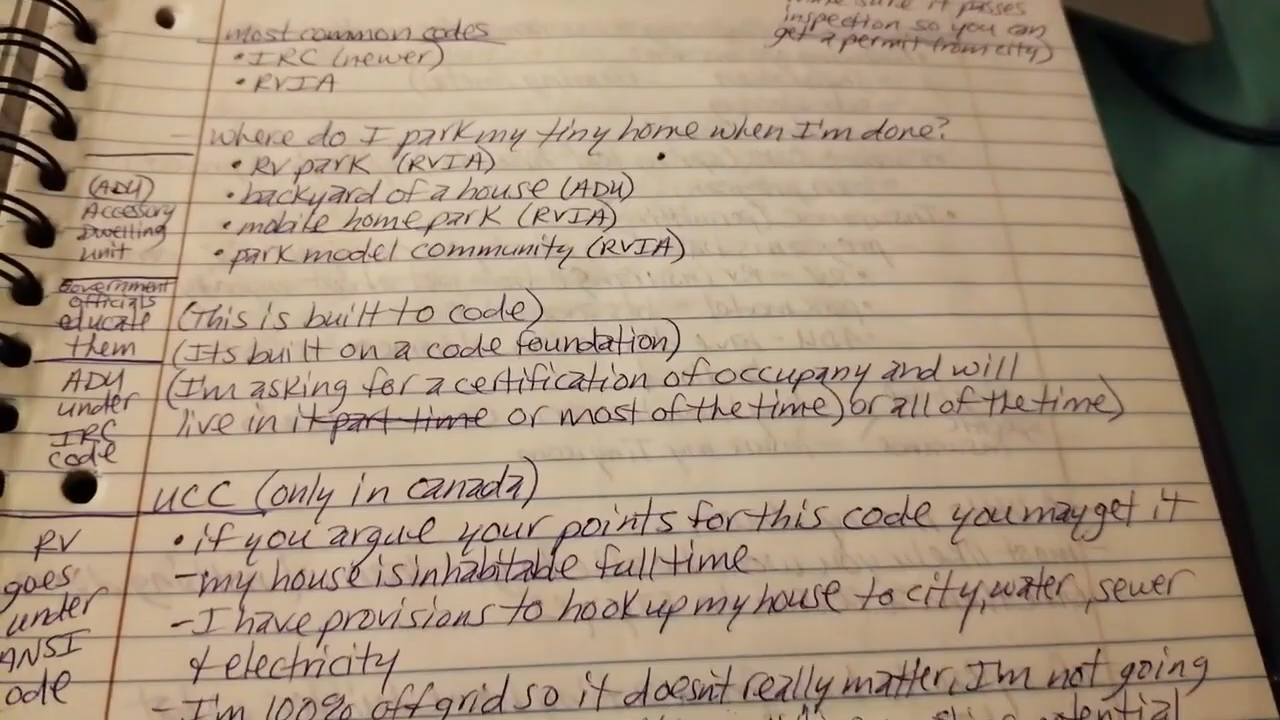 inspection so you can
get a permit from city)
most common codes
• IRC (newer)
• RVIA
where do I park my tiny home when I'm done?
• RV park (RVIA)
• backyard of a house (ADU)
• mobile home park (RVIA)
• park model community (RVIA)
(ADU)
Accessory
Dwelling
unit
Government
officials
educate
them
(This is built to code)
(Its built on a code foundation)
ADU
under
IRC
code
(I'm asking for a certification of occupany and will
live in it part time or most of the time) or all of the time)
UCC (only in canada)
• if you argue your points for this code you may get it
- my house is inhabitable full time
- I have provisions to hook up my house to city, water, sewer
& electricity
- I'm 100% off grid so it doesn't really matter, I'm not going
RV
goes
under
ANSI
ode